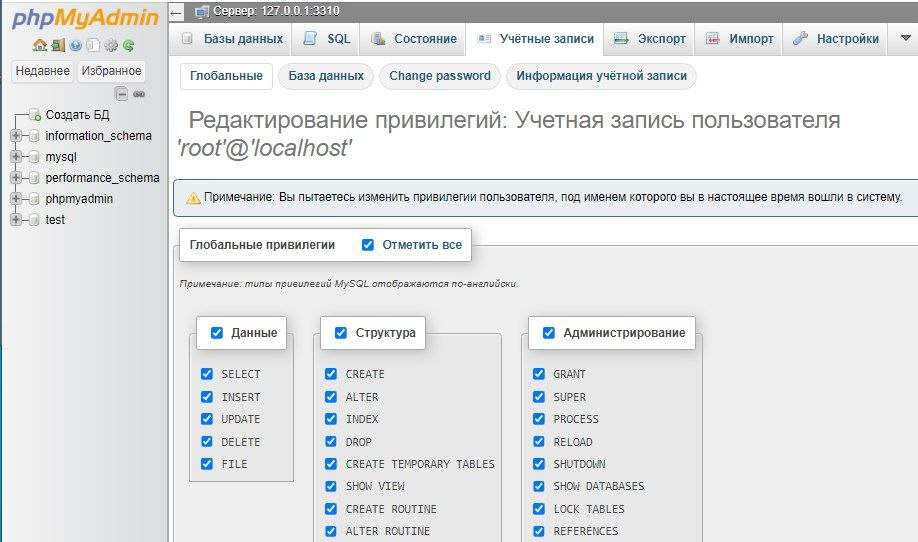 phpMyAdmin
Недавнее Избранное
Создать БД
information_schema
mysql
performance_schema
phpmyadmin
test
Сервер: 127.0.0.1:3310
Базы данных SQL Состояние Учётные записи Экспорт Импорт Настройки
Глобальные База данных Change password Информация учётной записи
Редактирование привилегий: Учетная запись пользователя
'root'@'localhost'
Примечание: Вы пытаетесь изменить привилегии пользователя, под именем которого вы в настоящее время вошли в систему.
Глобальные привилегии Отметить все
Примечание: типы привилегий MySQL отображаются по-английски.
Данные
SELECT
INSERT
UPDATE
DELETE
FILE
Структура
CREATE
ALTER
INDEX
DROP
CREATE TEMPORARY TABLES
SHOW VIEW
CREATE ROUTINE
ALTER ROUTINE
Администрирование
GRANT
SUPER
PROCESS
RELOAD
SHUTDOWN
SHOW DATABASES
LOCK TABLES
REFERENCES